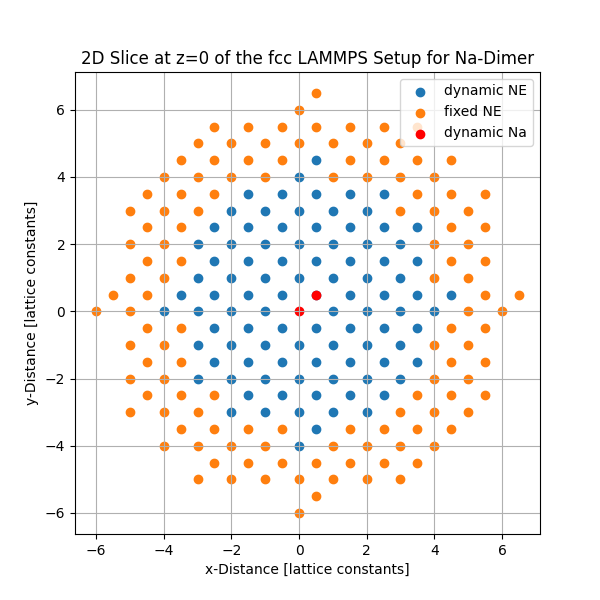 2D Slice at z=0 of the fcc LAMMPS Setup for Na-Dimer
dynamic NE
fixed NE
dynamic Na
6
4
2
0
−2
−4
−6
y-Distance [lattice constants]
−6 −4 −2 0 2 4 6
x-Distance [lattice constants]